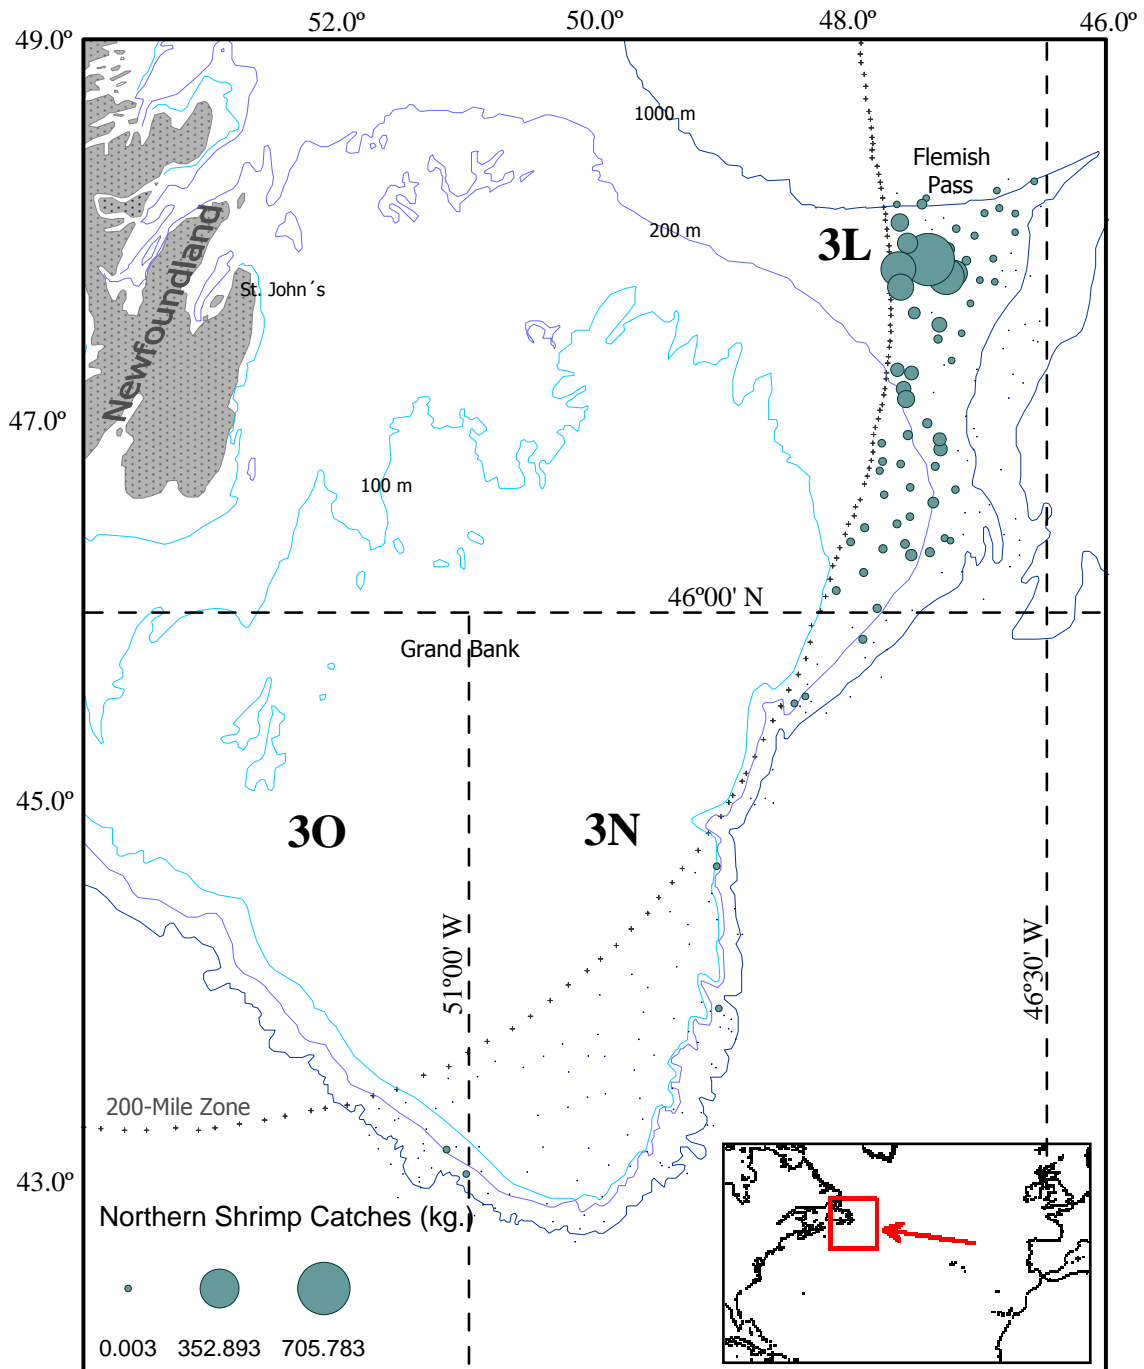 52.0º 50.0º 48.0º 46.0º
49.0º
1000 m
Flemish
Pass
200 m
3L
St. John´s
Newfoundland
47.0º
100 m
46º00' N
Grand Bank
45.0º
3O
3N
51º00' W
46º30' W
200-Mile Zone
43.0º
Northern Shrimp Catches (kg.)
0.003 352.893 705.783